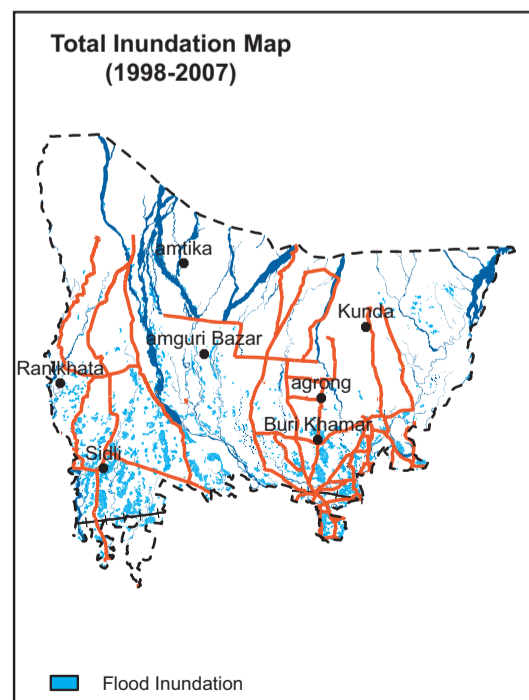 Total Inundation Map
(1998-2007)
amtika
Kunda
amguri Bazar
Ranikhata
agrong
Buri Khamar
Sidli
Flood Inundation